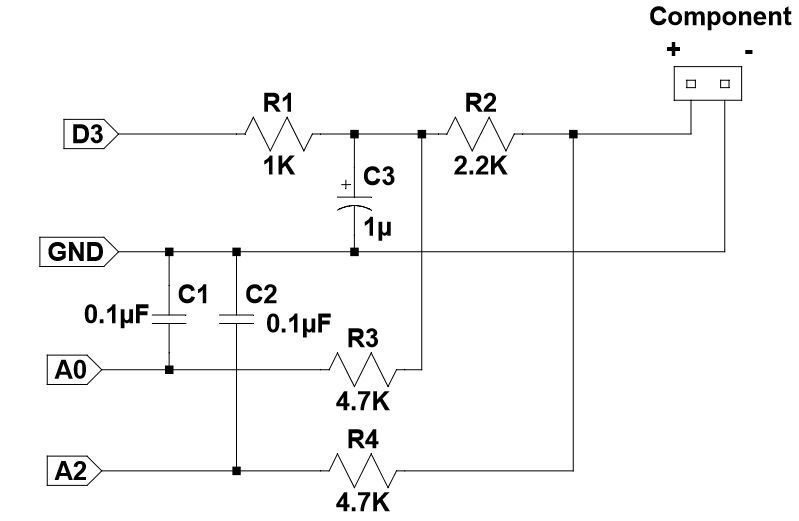 Component
+ -
R1
R2
D3
1K
2.2K
+
C3
1µ
GND
C1
C2
0.1µF
0.1µF
R3
A0
4.7K
R4
A2
4.7K